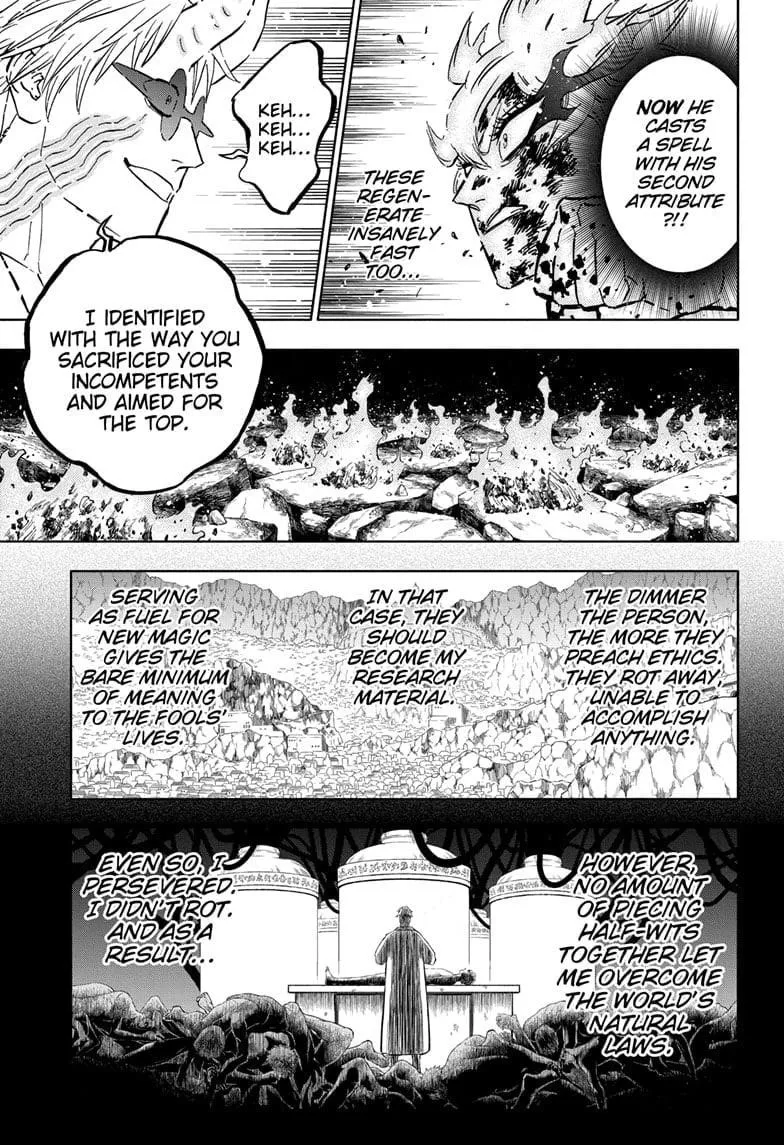 NOW HE
CASTS
A SPELL
WITH HIS
SECOND
ATTRIBUTE
?!!
THESE
REGEN-
ERATE
INSANELY
FAST
TOO...
KEH...
KEH...
KEH...
I IDENTIFIED
WITH THE WAY YOU
SACRIFICED YOUR
INCOMPETENTS
AND AIMED FOR
THE TOP.
THE DIMMER
THE PERSON,
THE MORE THEY
PREACH ETHICS.
THEY ROT AWAY,
UNABLE TO
ACCOMPLISH
ANYTHING.
IN THAT
CASE, THEY
SHOULD
BECOME MY
RESEARCH
MATERIAL.
SERVING
AS FUEL FOR
NEW MAGIC
GIVES THE
BARE MINIMUM
OF MEANING
TO THE FOOLS'
LIVES.
HOWEVER,
NO AMOUNT
OF PIECING
HALF-WITS
TOGETHER LET
ME OVERCOME
THE WORLD'S
NATURAL
LAWS.
EVEN SO, I
PERSEVERED.
I DIDN'T ROT.
AND AS A
RESULT...